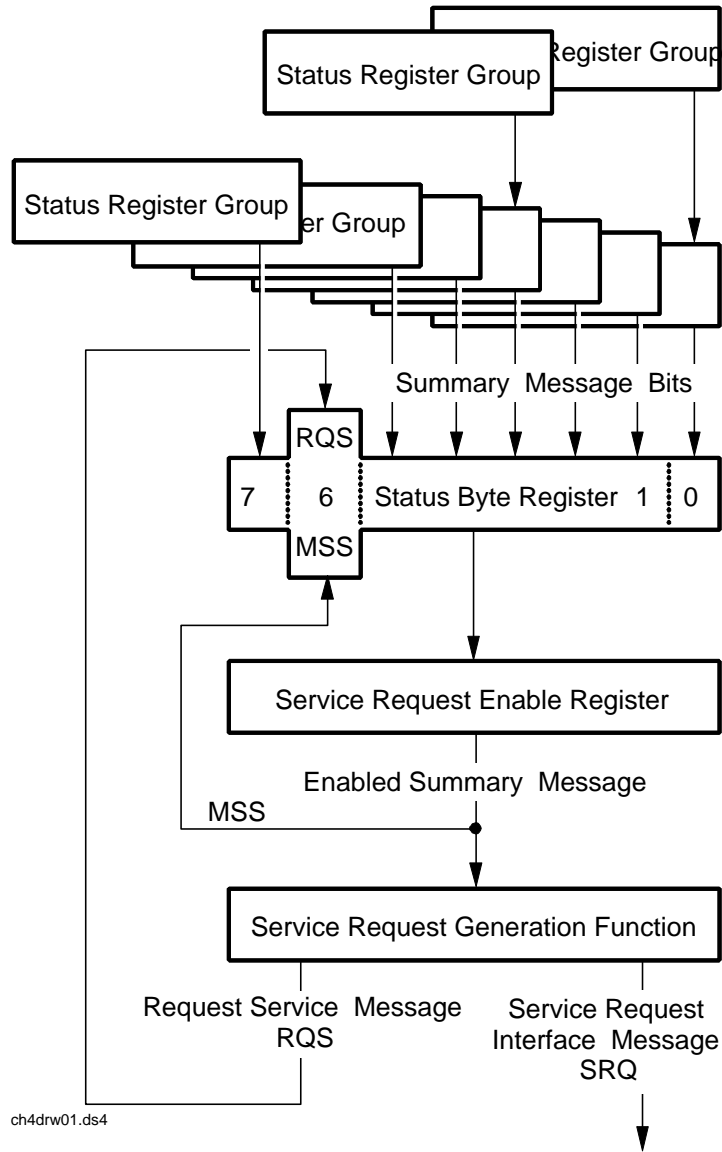 Register Group
Status Register Group
Status Register Group
er Group
Summary Message Bits
RQS
7 6 Status Byte Register 1 0
MSS
Service Request Enable Register
Enabled Summary Message
MSS
Service Request Generation Function
Request Service Message
RQS
Service Request
Interface Message
SRQ
ch4drw01.ds4